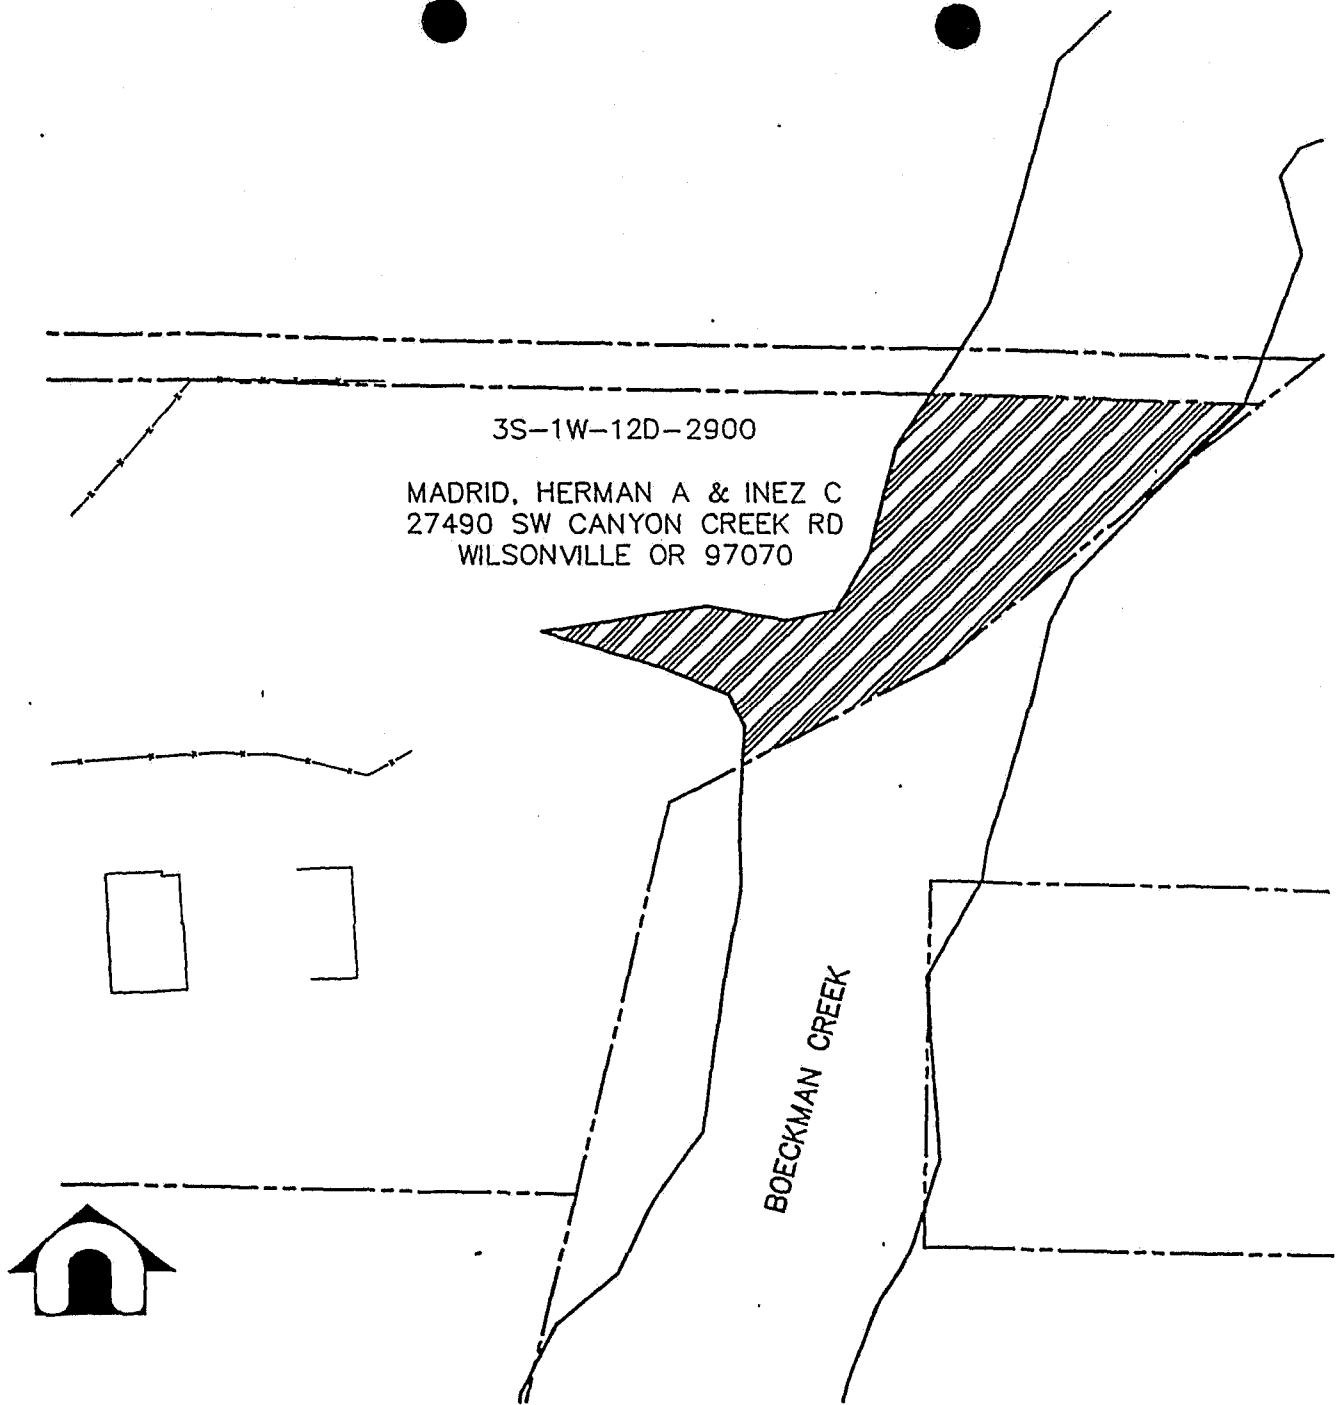 3S-1W-12D-2900
MADRID, HERMAN A & INEZ C
27490 SW CANYON CREEK RD
WILSONVILLE OR 97070
BOECKMAN CREEK